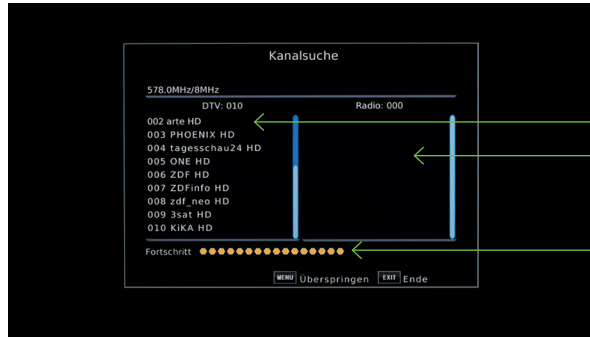 Kanalsuche
578.0MHz/8MHz
DTV: 010 Radio: 000
002 arte HD
003 PHOENIX HD
004 tagesschau24 HD
005 ONE HD
006 ZDF HD
007 ZDFinfo HD
008 zdf_neo HD
009 3sat HD
010 KiKA HD
Fortschritt
MENU Überspringen EXIT Ende